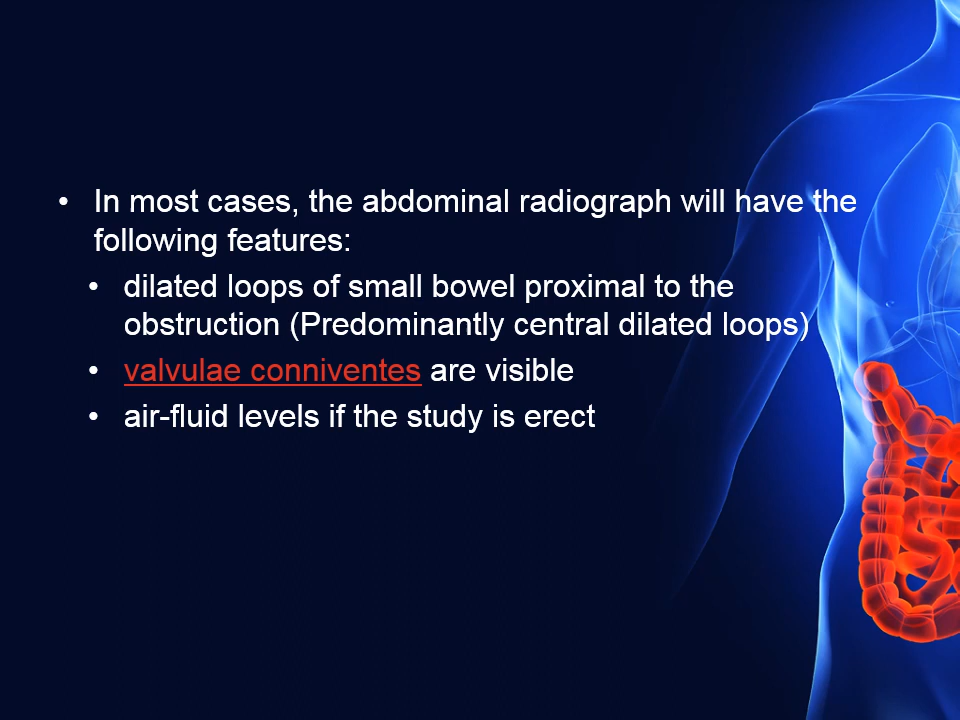 • In most cases, the abdominal radiograph will have the
following features:
• dilated loops of small bowel proximal to the
obstruction (Predominantly central dilated loops)
• valvulae conniventes are visible
• air-fluid levels if the study is erect